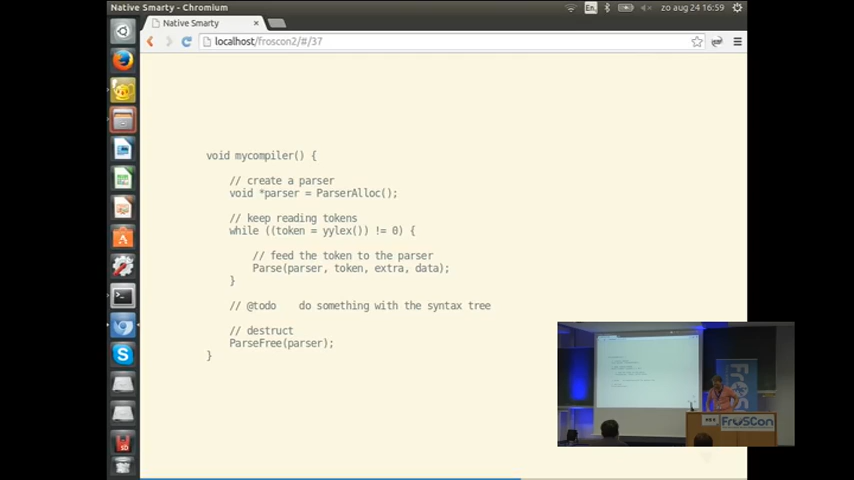 Native Smarty - Chromium
En
zo aug 24 16:59
Native Smarty
localhost/froscon2/#/37
void mycompiler() {
// create a parser
void *parser = ParserAlloc();
// keep reading tokens
while ((token = yylex()) != 0) {
// feed the token to the parser
Parse(parser, token, extra, data);
}
// @todo    do something with the syntax tree
// destruct
ParseFree(parser);
}
FrOSCon